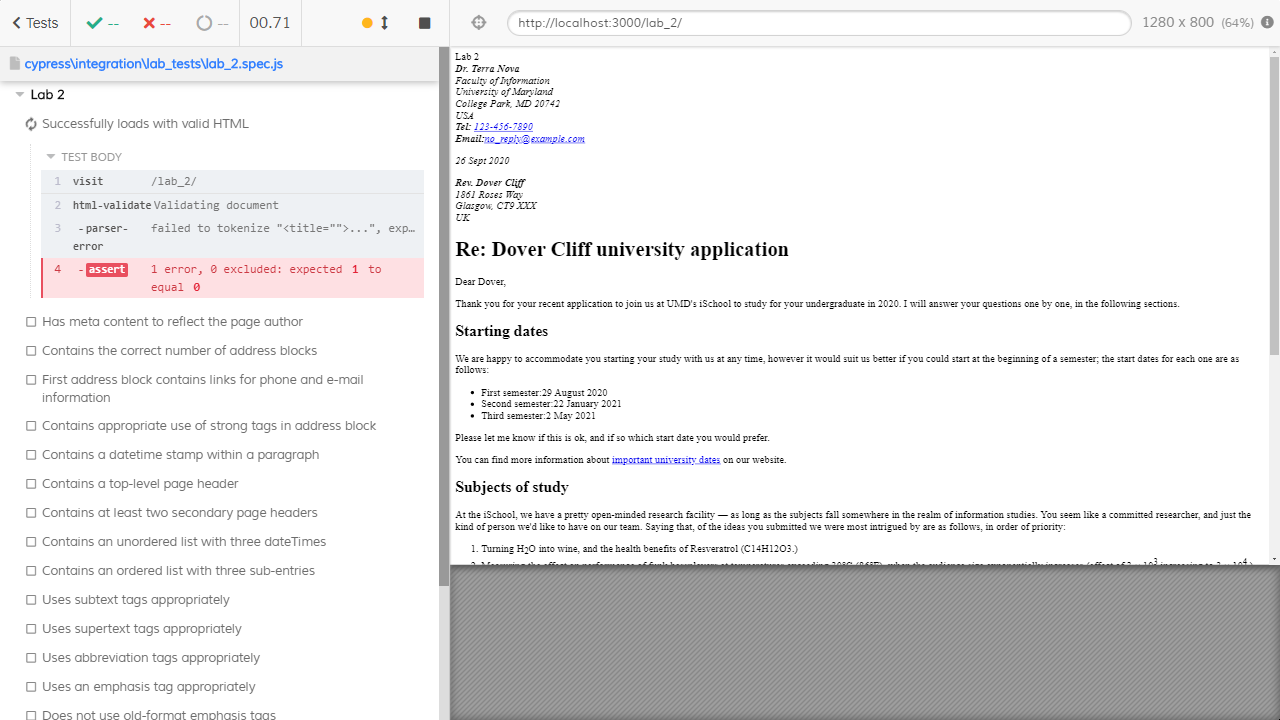 Tests
--
--
--
00.71
http://localhost:3000/lab_2/
1280 x 800 (64%)
cypress\integration\lab_tests\lab_2.spec.js
Lab 2
Successfully loads with valid HTML
TEST BODY
1 visit /lab_2/
2 html-validate Validating document
3 -parser-error failed to tokenize "<title="">...", exp...
4 -assert 1 error, 0 excluded: expected 1 to
equal 0
Has meta content to reflect the page author
Contains the correct number of address blocks
First address block contains links for phone and e-mail
information
Contains appropriate use of strong tags in address block
Contains a datetime stamp within a paragraph
Contains a top-level page header
Contains at least two secondary page headers
Contains an unordered list with three dateTimes
Contains an ordered list with three sub-entries
Uses subtext tags appropriately
Uses supertext tags appropriately
Uses abbreviation tags appropriately
Uses an emphasis tag appropriately
Does not use old-format emphasis tags
Lab 2
Dr. Terra Nova
Faculty of Information
University of Maryland
College Park, MD 20742
USA
Tel: 123-456-7890
Email:no_reply@example.com
26 Sept 2020
Rev. Dover Cliff
1861 Roses Way
Glasgow, CT9 XXX
UK
Re: Dover Cliff university application
Dear Dover,
Thank you for your recent application to join us at UMD's iSchool to study for your undergraduate in 2020. I will answer your questions one by one, in the following sections.
Starting dates
We are happy to accommodate you starting your study with us at any time, however it would suit us better if you could start at the beginning of a semester; the start dates for each one are as
follows:
• First semester:29 August 2020
• Second semester:22 January 2021
• Third semester:2 May 2021
Please let me know if this is ok, and if so which start date you would prefer.
You can find more information about important university dates on our website.
Subjects of study
At the iSchool, we have a pretty open-minded research facility — as long as the subjects fall somewhere in the realm of information studies. You seem like a committed researcher, and just the
kind of person we'd like to have on our team. Saying that, of the ideas you submitted we were most intrigued by are as follows, in order of priority:
1. Turning H2O into wine, and the health benefits of Resveratrol (C14H12O3.)